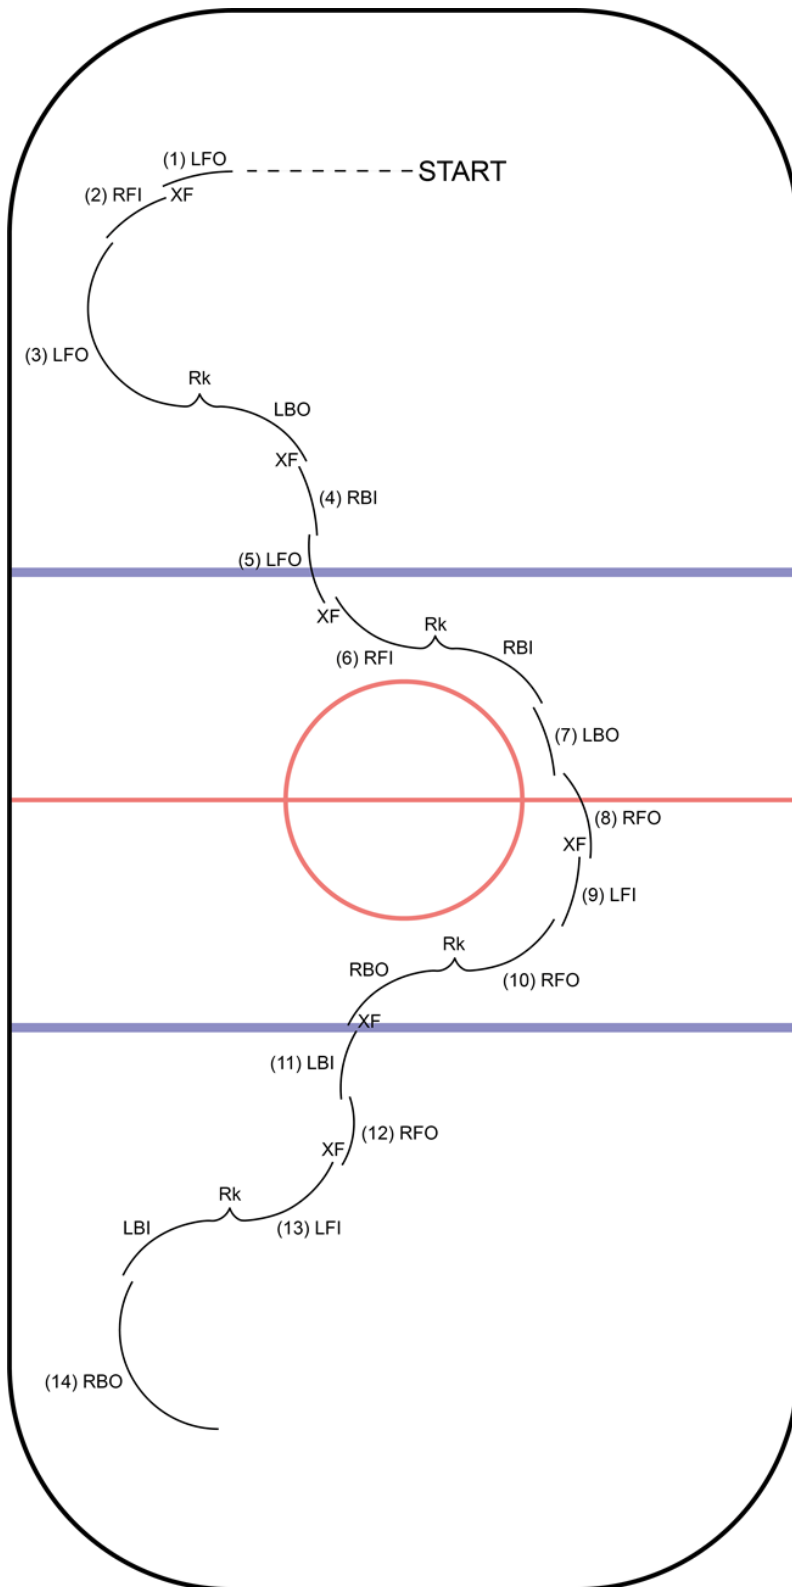 (1) LFO
START
(2) RFI
XF
(3) LFO
Rk
LBO
XF
(4) RBI
(5) LFO
XF
(6) RFI
Rk
RBI
(7) LBO
(8) RFO
XF
(9) LFI
Rk
RBO
(10) RFO
XF
(11) LBI
(12) RFO
XF
Rk
LBI
(13) LFI
(14) RBO